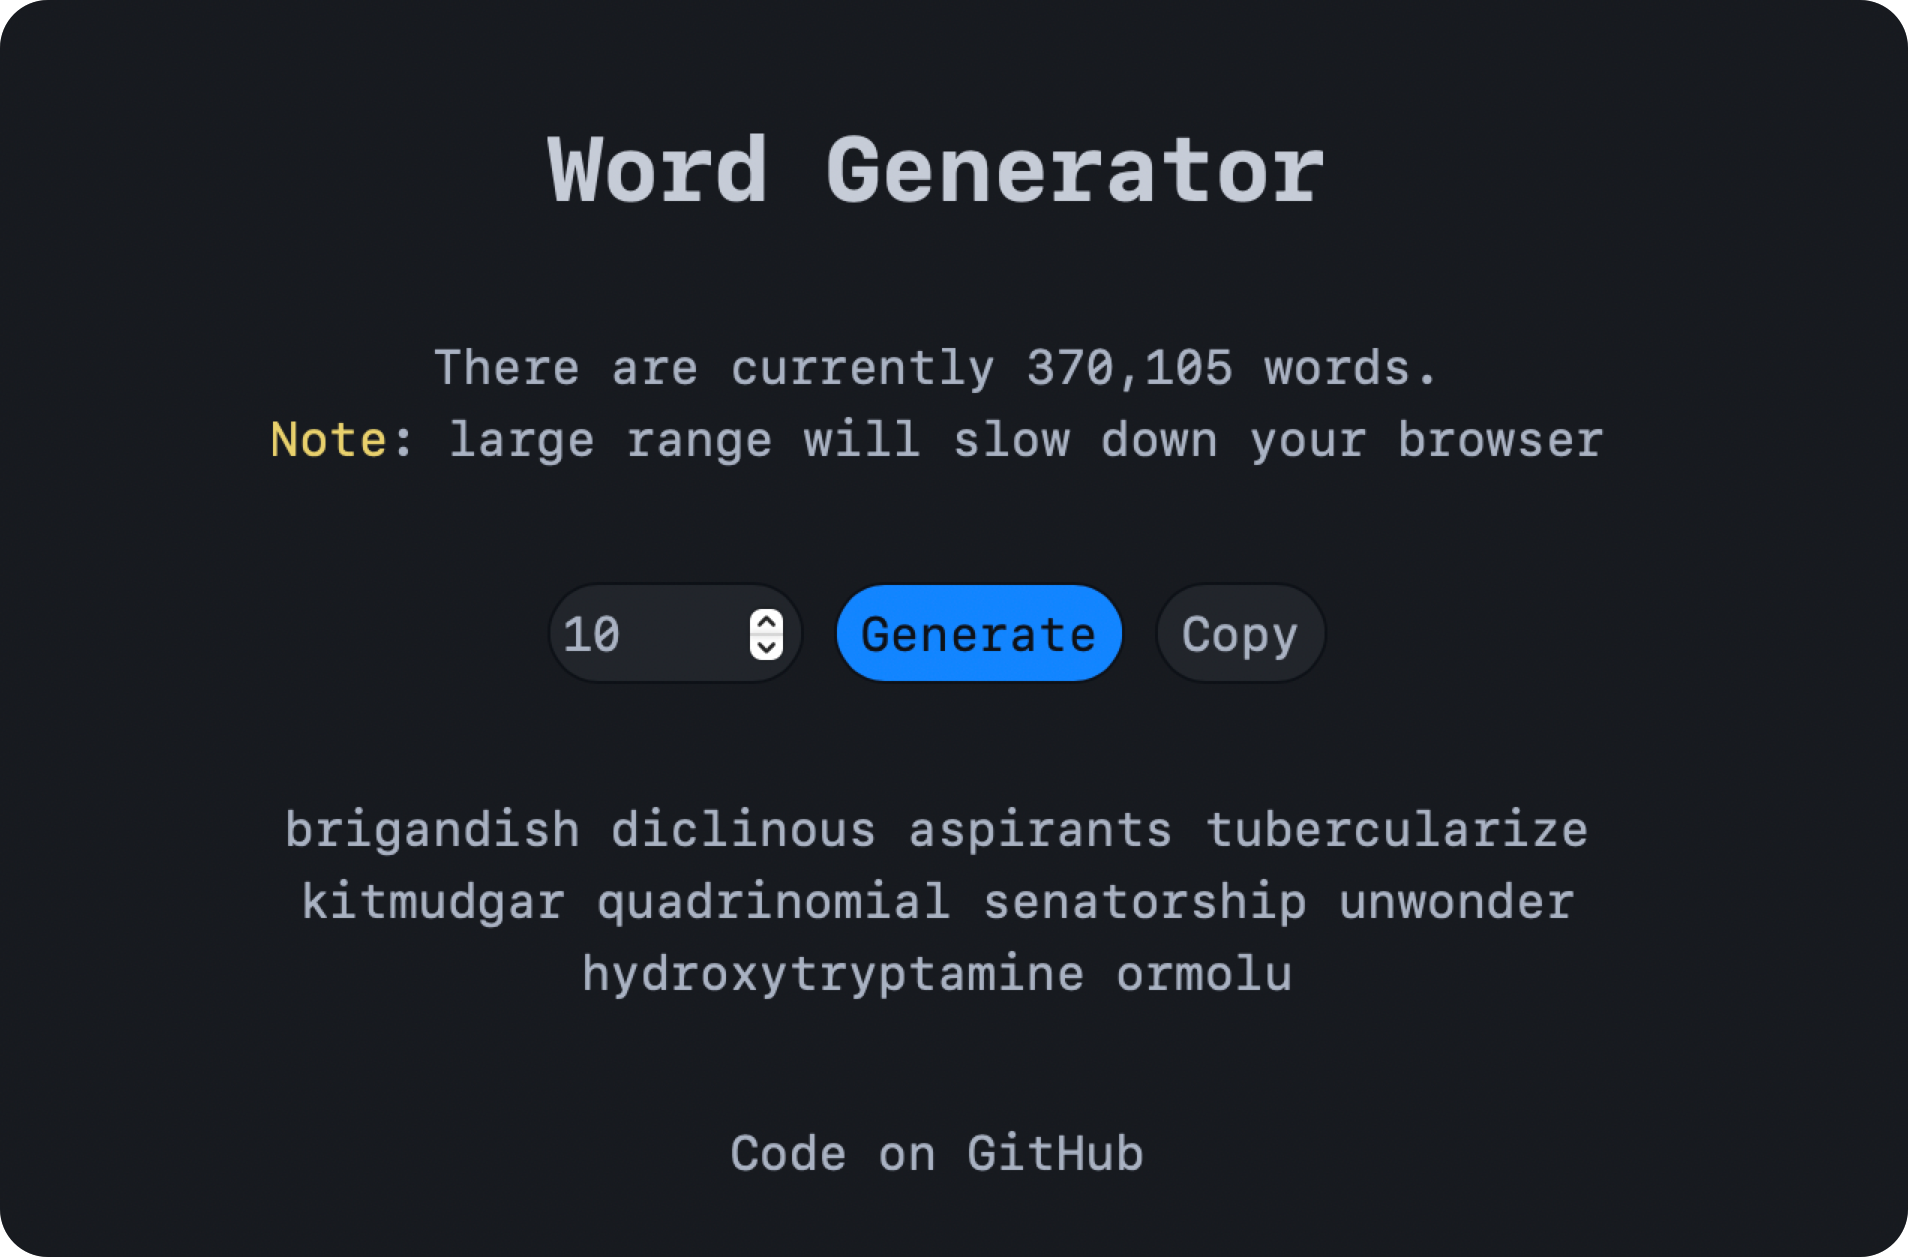 Word Generator
There are currently 370,105 words.
Note: large range will slow down your browser
10 Generate Copy
brigandish diclinous aspirants tubercularize
kitmudgar quadrinomial senatorship unwonder
hydroxytryptamine ormolu
Code on GitHub